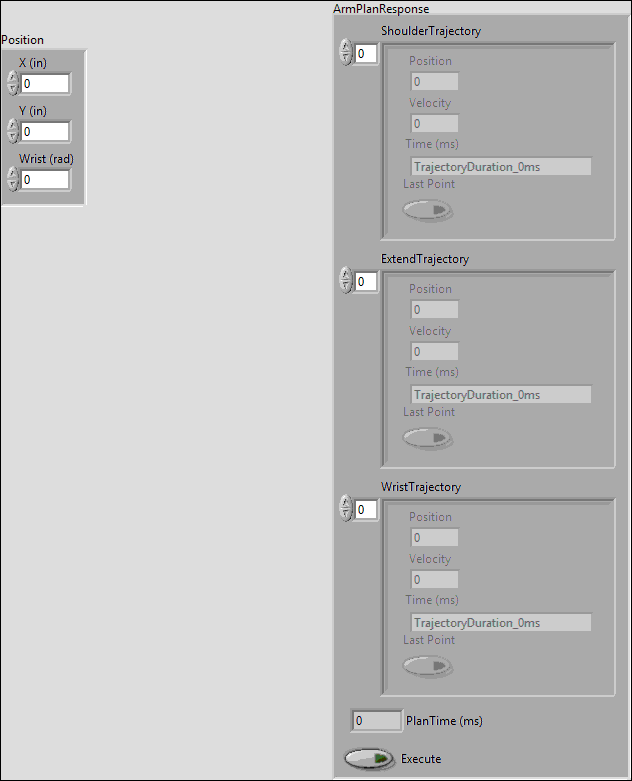 Position
X (in)
0
Y (in)
0
Wrist (rad)
0
ArmPlanResponse
ShoulderTrajectory
0
Position
0
Velocity
0
Time (ms)
TrajectoryDuration_0ms
Last Point
ExtendTrajectory
0
Position
0
Velocity
0
Time (ms)
TrajectoryDuration_0ms
Last Point
WristTrajectory
0
Position
0
Velocity
0
Time (ms)
TrajectoryDuration_0ms
Last Point
0 PlanTime (ms)
Execute